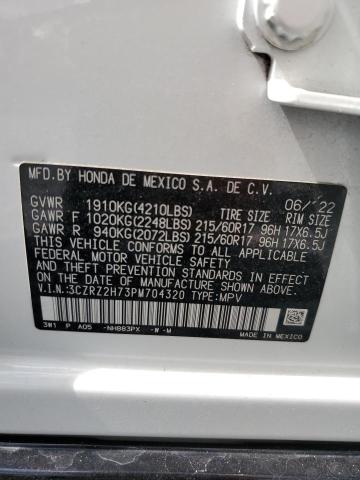 MFD.BY HONDA DE MEXICO S.A. DE C.V.
06/'22
GVWR 1910KG(4210LBS) TIRE SIZE RIM SIZE
GAWR F 1020KG(2248LBS) 215/60R17 96H 17X6.5J
GAWR R 940KG(2072LBS) 215/60R17 96H 17X6.5J
THIS VEHICLE CONFORMS TO ALL APPLICABLE
FEDERAL MOTOR VEHICLE SAFETY AND THEFT PREVENTION STANDARDS IN EFFECT ON THE DATE OF MANUFACTURE SHOWN ABOVE.
V.I.N.:3CZRZ2H73PM704320 TYPE:MPV
3W1 P A05 -NH883PX -W-M
MADE IN MEXICO